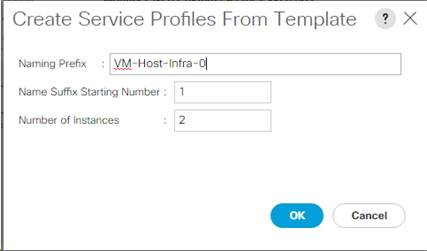 Create Service Profiles From Template ?
Naming Prefix : VM-Host-Infra-0
Name Suffix Starting Number : 1
Number of Instances : 2
OK Cancel